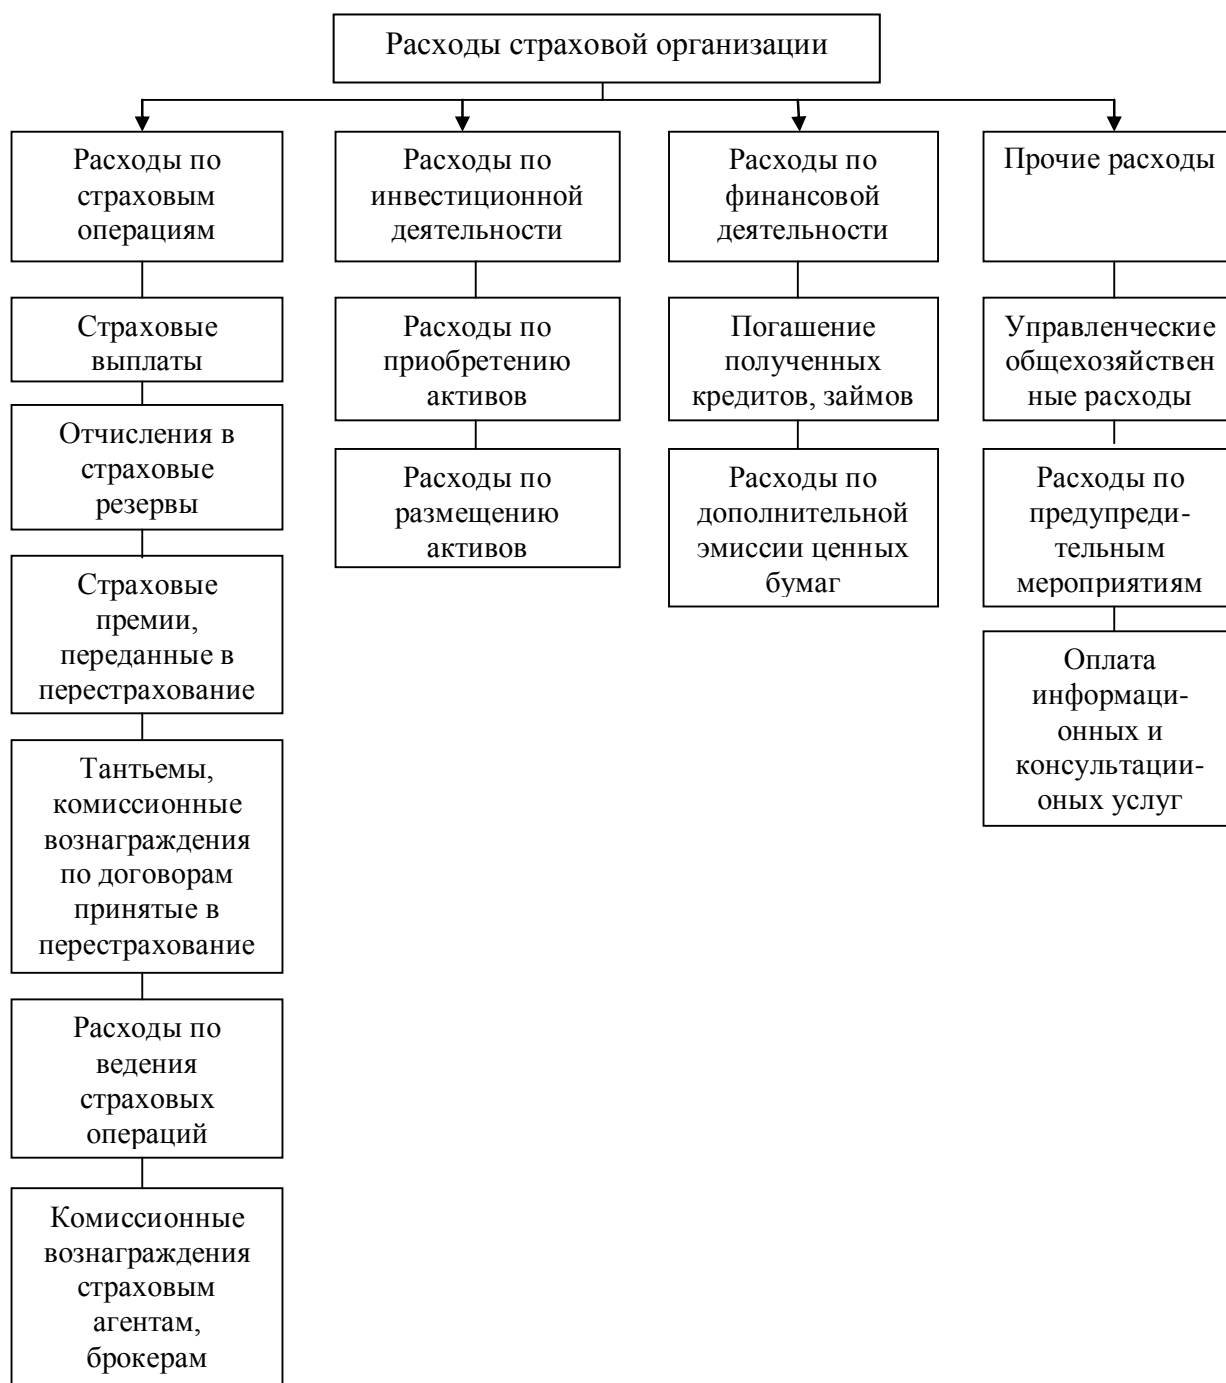 Расходы страховой организации
Расходы по
страховым
операциям
Страховые
выплаты
Отчисления в
страховые
резервы
Страховые
премии,
переданные в
перестрахование
Тантьемы,
комиссионные
вознаграждения
по договорам
принятые в
перестрахование
Расходы по
ведения
страховых
операций
Комиссионные
вознаграждения
страховым
агентам,
брокерам
Расходы по
инвестиционной
деятельности
Расходы по
приобретению
активов
Расходы по
размещению
активов
Расходы по
финансовой
деятельности
Погашение
полученных
кредитов, займов
Расходы по
дополнительной
эмиссии ценных
бумаг
Прочие расходы
Управленческие
общехозяйствен
ные расходы
Расходы по
предупреди-
тельным
мероприятиям
Оплата
информаци-
онных и
консультации-
оных услуг